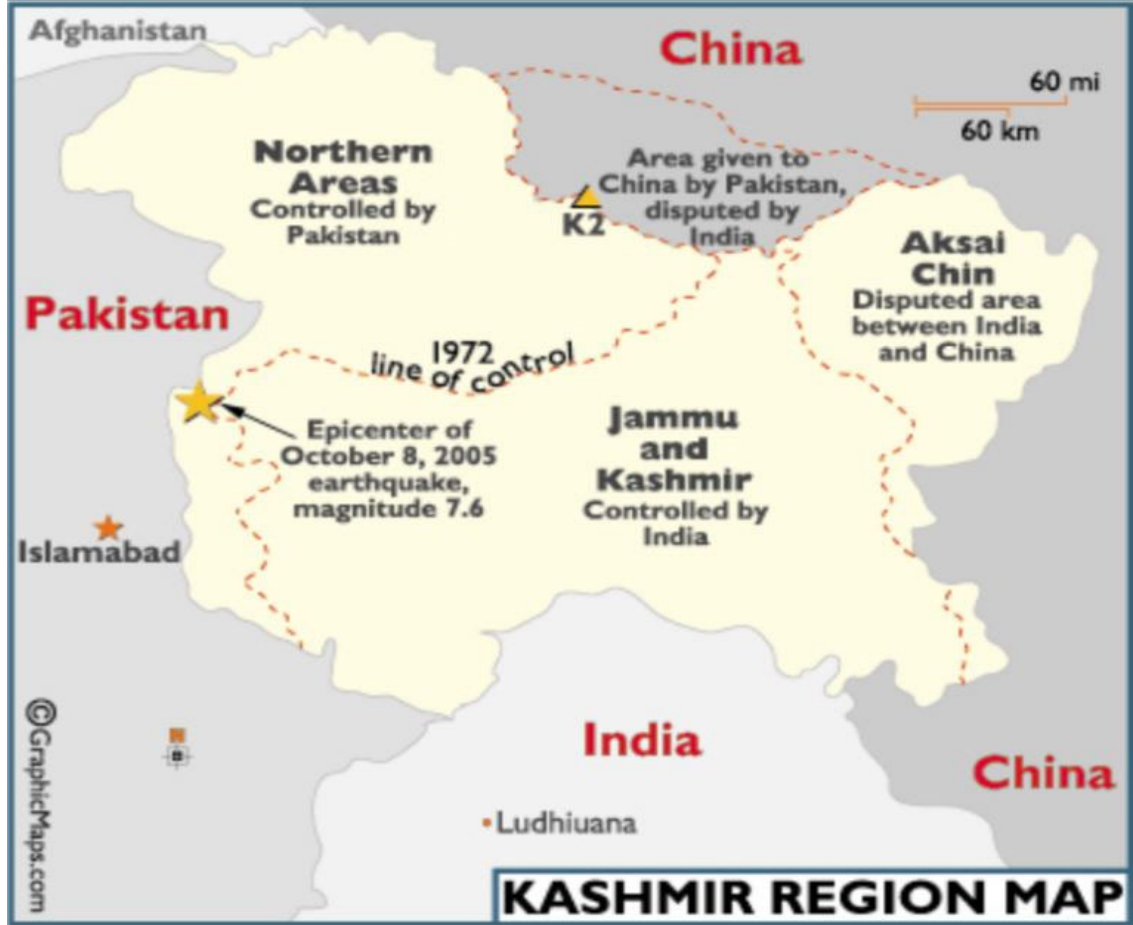 Afghanistan
China
60 mi
60 km
Northern
Areas
Controlled by
Pakistan
Area given to
China by Pakistan,
disputed by
India
K2
Aksai
Chin
Disputed area
between India
and China
Pakistan
1972
line of control
Epicenter of
October 8, 2005
earthquake,
magnitude 7.6
Jammu
and
Kashmir
Controlled by
India
Islamabad
N
India
China
Ludhiuana
©GraphicMaps.com
KASHMIR REGION MAP